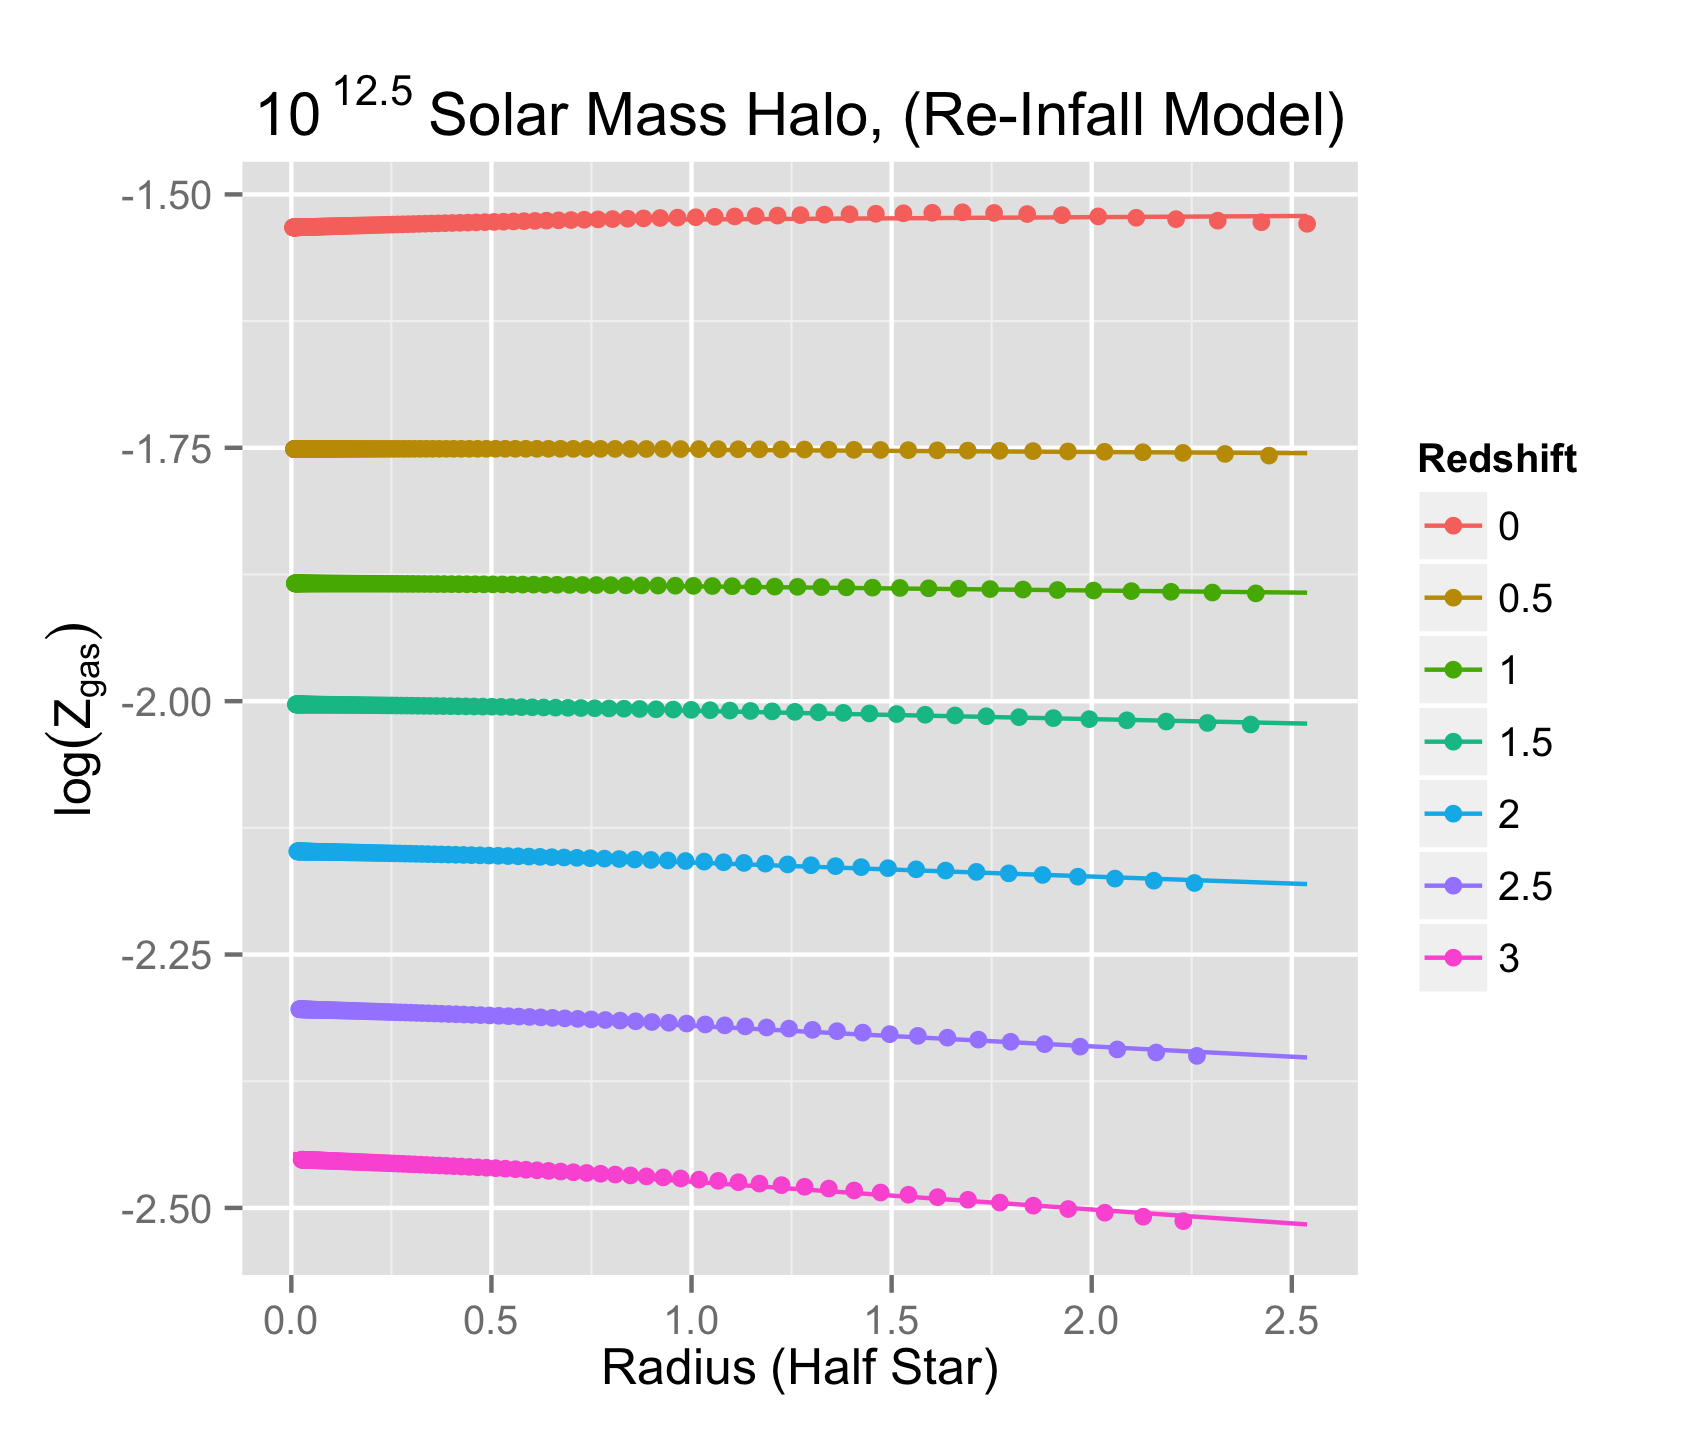 10^12.5 Solar Mass Halo, (Re-Infall Model)
-1.50
-1.75
-2.00
-2.25
-2.50
log(Z_gas)
0.0 0.5 1.0 1.5 2.0 2.5
Radius (Half Star)
Redshift
0
0.5
1
1.5
2
2.5
3